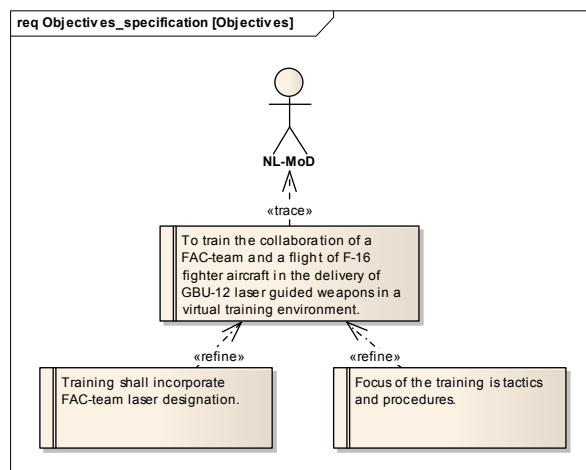 req Objectives_specification [Objectives]
NL-MoD
«trace»
To train the collaboration of a
FAC-team and a flight of F-16
fighter aircraft in the delivery of
GBU-12 laser guided weapons in a
virtual training environment.
«refine»
«refine»
Training shall incorporate
FAC-team laser designation.
Focus of the training is tactics
and procedures.